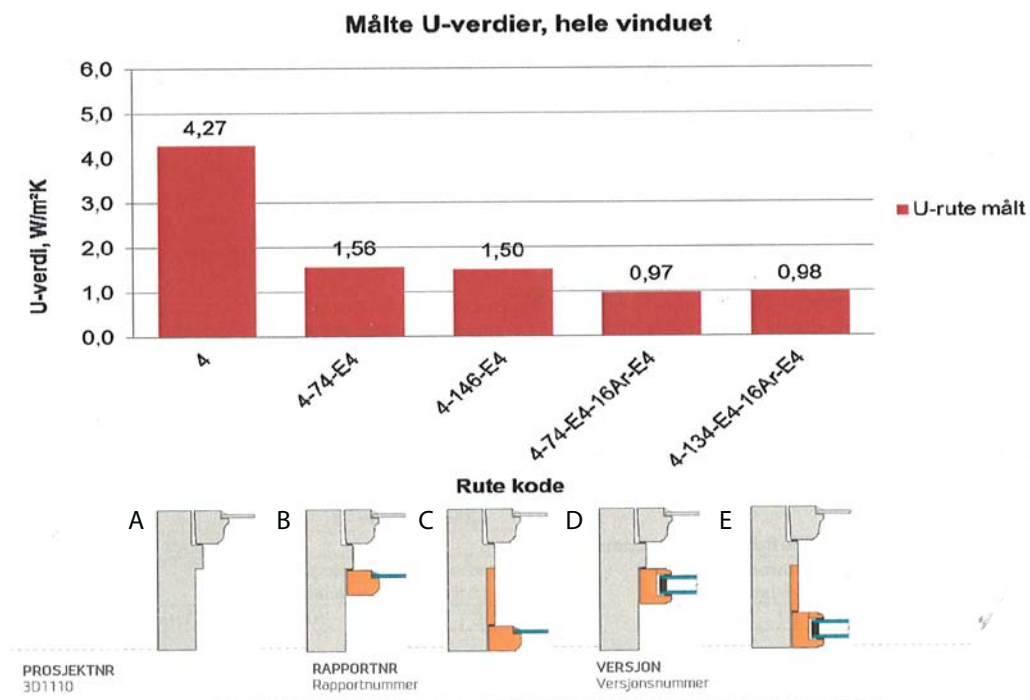 Målte U-verdier, hele vinduet
6,0
5,0
4,0
3,0
2,0
1,0
0,0
U-verdi, W/m²K
4,27
1,56
1,50
0,97
0,98
U-rute målt
4
4-74-E4
4-146-E4
4-74-E4-16Ar-E4
4-134-E4-16Ar-E4
Rute kode
A B C D E
PROSJEKTNR RAPPORTNR VERSJON
3D1110 Rapportnummer Versjonsnummer